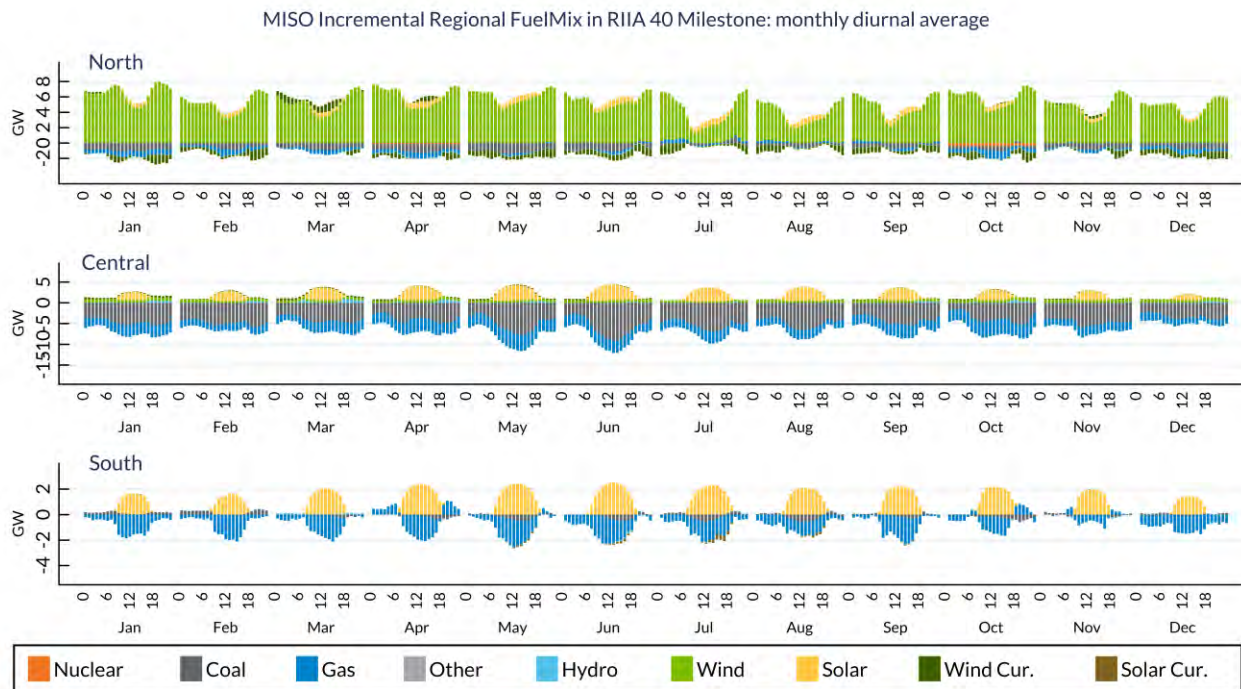 MISO Incremental Regional FuelMix in RIIA 40 Milestone: monthly diurnal average
North
GW
-2 0 2 4 6 8
0 6 12 18 0 6 12 18 0 6 12 18 0 6 12 18 0 6 12 18 0 6 12 18 0 6 12 18 0 6 12 18 0 6 12 18 0 6 12 18 0 6 12 18 0 6 12 18
Jan Feb Mar Apr May Jun Jul Aug Sep Oct Nov Dec
Central
GW
-15 -10 -5 0 5
0 6 12 18 0 6 12 18 0 6 12 18 0 6 12 18 0 6 12 18 0 6 12 18 0 6 12 18 0 6 12 18 0 6 12 18 0 6 12 18 0 6 12 18 0 6 12 18
Jan Feb Mar Apr May Jun Jul Aug Sep Oct Nov Dec
South
GW
-4 -2 0 2
0 6 12 18 0 6 12 18 0 6 12 18 0 6 12 18 0 6 12 18 0 6 12 18 0 6 12 18 0 6 12 18 0 6 12 18 0 6 12 18 0 6 12 18 0 6 12 18
Jan Feb Mar Apr May Jun Jul Aug Sep Oct Nov Dec
Nuclear Coal Gas Other Hydro Wind Solar Wind Cur. Solar Cur.